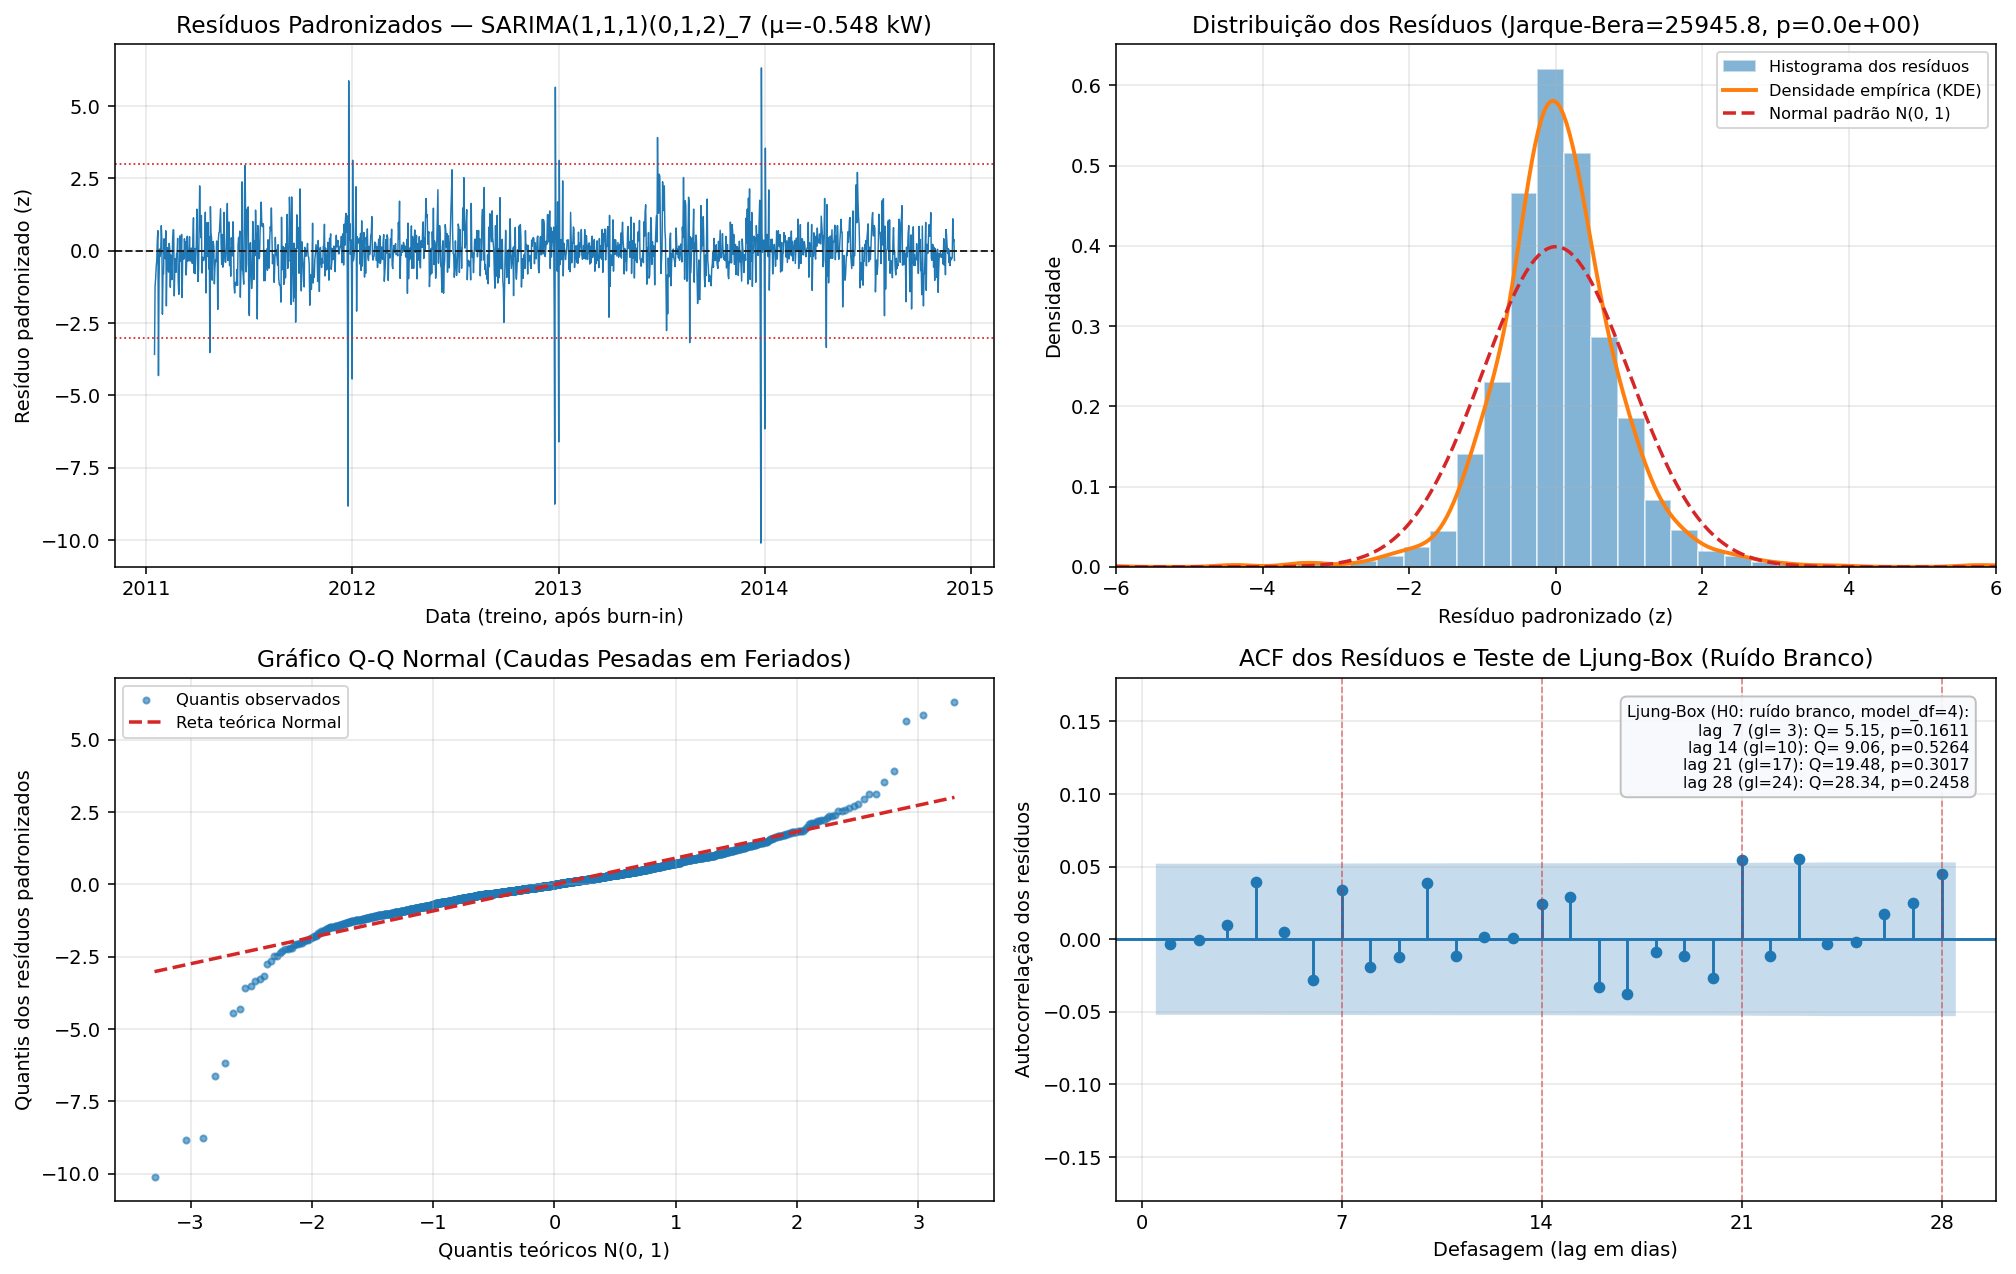 Resíduos Padronizados — SARIMA(1,1,1)(0,1,2)_7 (μ=-0.548 kW)
5.0
2.5
0.0
−2.5
−5.0
−7.5
−10.0
Resíduo padronizado (z)
2011
2012
2013
2014
2015
Data (treino, após burn-in)
Distribuição dos Resíduos (Jarque-Bera=25945.8, p=0.0e+00)
Histograma dos resíduos
Densidade empírica (KDE)
Normal padrão N(0, 1)
0.6
0.5
0.4
0.3
0.2
0.1
0.0
Densidade
−6
−4
−2
0
2
4
6
Resíduo padronizado (z)
Gráfico Q-Q Normal (Caudas Pesadas em Feriados)
Quantis observados
Reta teórica Normal
5.0
2.5
0.0
−2.5
−5.0
−7.5
−10.0
Quantis dos resíduos padronizados
−3
−2
−1
0
1
2
3
Quantis teóricos N(0, 1)
ACF dos Resíduos e Teste de Ljung-Box (Ruído Branco)
Ljung-Box (H0: ruído branco, model_df=4):
lag 7 (gl= 3): Q= 5.15, p=0.1611
lag 14 (gl=10): Q= 9.06, p=0.5264
lag 21 (gl=17): Q=19.48, p=0.3017
lag 28 (gl=24): Q=28.34, p=0.2458
0.15
0.10
0.05
0.00
−0.05
−0.10
−0.15
Autocorrelação dos resíduos
0
7
14
21
28
Defasagem (lag em dias)